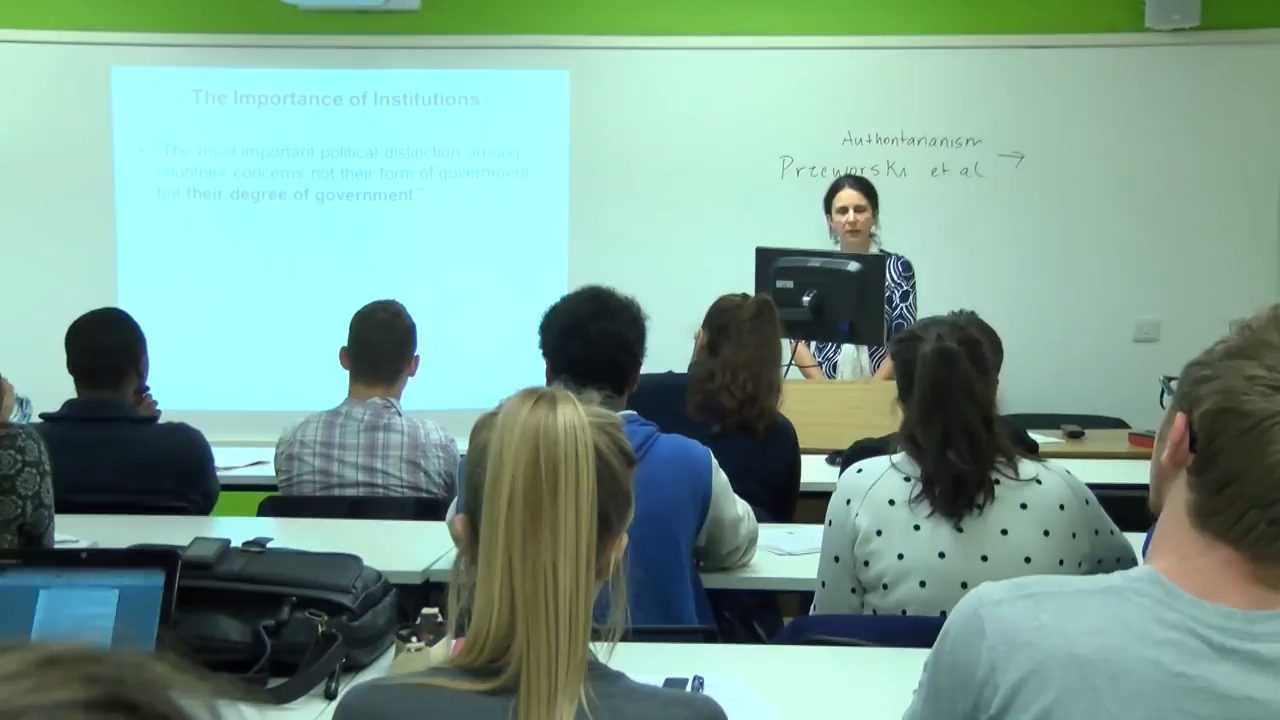 The Importance of Institutions
• "The most important political distinction among
countries concerns not their form of government
but their degree of government."
Authoritarianism →
Przeworski et al